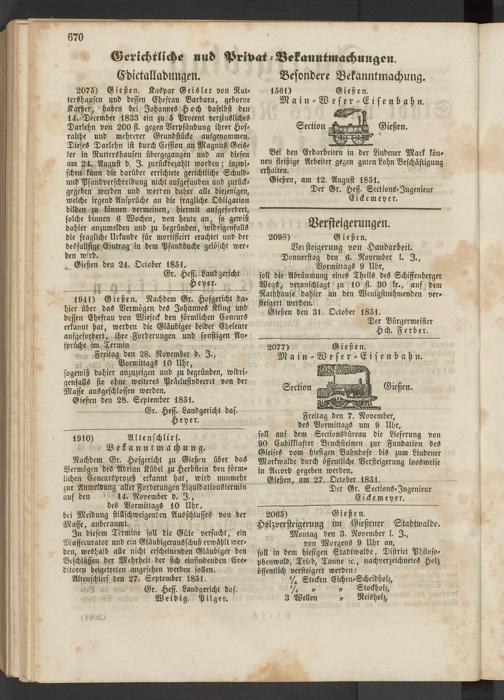 670
Gerichtliche und Privat-Bekanntmachungen.
Edictalladungen.
2075) Gießen. Kaspar Geisler von Rut-
tershausen und dessen Ehefrau Barbara, geborne
Karber, haben bei Johannes Hoch daselbst den
14. December 1833 ein zu 5 Procent verzinsliches
Darlehn von 200 fl. gegen Verpfändung ihrer Hof-
raithe und mehrerer Grundstücke aufgenommen.
Dieses Darlehn ist durch Cession an Magnus Geis-
ler in Ruttershausen übergegangen und an diesen
am 24. August d. J. zurückbezahlt worden; inzwi-
schen kann die darüber errichtete gerichtliche Schuld-
und Pfandverschreibung nicht aufgefunden und zurück-
gegeben werden und werden daher alle diejenigen,
welche irgend Ansprüche an die fragliche Obligation
bilden zu können vermeinen, hiermit aufgefordert,
solche binnen 6 Wochen, von heute an, so gewiß
dahier anzumelden und zu begründen, widrigenfalls
die fragliche Urkunde für mortificirt erachtet und der
desfallsige Eintrag in dem Pfandbuche gelöscht wer-
den wird.
Gießen den 24. October 1851.
Gr. Hess. Landgericht
Heyer.
1941) Gießen. Nachdem Gr. Hofgericht da-
hier über das Vermögen des Johannes Kling und
dessen Ehefrau von Wieseck den förmlichen Concurs
erkannt hat, werden die Gläubiger beider Eheleute
aufgefordert, ihre Forderungen und sonstigen An-
sprüche im Termin
Freitag den 28. November d. J.,
Vormittags 10 Uhr,
sogewiß dahier anzuzeigen und zu begründen, widri-
genfalls sie ohne weiteres Präclusivdecret von der
Masse ausgeschlossen werden.
Gießen den 28. September 1851.
Gr. Hess. Landgericht das.
Heyer.
1910) Altenschlirf.
Bekanntmachung.
Nachdem Gr. Hofgericht zu Gießen über das
Vermögen des Adrian Kübel zu Herbstein den förm-
lichen Concursproceß erkannt hat, wird nunmehr
zur Anmeldung aller Forderungen Liquidationstermin
auf den 14. November d. J.,
des Vormittags 10 Uhr,
bei Meidung stillschweigenden Ausschlusses von der
Masse, anberaumt.
In diesem Termine soll die Güte versucht, ein
Massecurator und ein Gläubigerausschuß erwählt wer-
den, weshalb alle nicht erscheinenden Gläubiger den
Beschlüssen der Mehrheit der sich einfindenden Cre-
ditoren beigetreten angesehen werden sollen.
Altenschlirf den 27. September 1851.
Gr. Hess. Landgericht das.
Weidig. Pilger.
Besondere Bekanntmachung.
1561) Gießen.
Main-Weser-Eisenbahn.
Section Gießen.
Bei den Erdarbeiten in der Lindener Mark kön-
nen fleißige Arbeiter gegen guten Lohn Beschäftigung
erhalten.
Gießen, am 12. August 1851.
Der Gr. Hess. Sections-Ingenieur
Eickemeyer.
Versteigerungen.
2098) Gießen.
Versteigerung von Handarbeit.
Donnerstag den 6. November l. J.,
Vormittags 9 Uhr,
soll die Abräumung eines Theils des Schiffenberger
Wegs, veranschlagt zu 10 fl. 30 kr., auf dem
Rathhause dahier an den Wenigstnehmenden ver-
steigert werden.
Gießen den 31. October 1851.
Der Bürgermeister
Hch. Ferber.
2077) Gießen.
Main-Weser-Eisenbahn.
Section Gießen.
Freitag den 7. November,
des Vormittags um 9 Uhr,
soll auf dem Sectionsbüreau die Lieferung von
90 Cubikklafter Bruchsteinen zur Fundation des
Gleises vom hiesigen Bahnhofe bis zum Lindener
Markwalde durch öffentliche Versteigerung loosweise
in Accord gegeben werden.
Gießen, am 27. October 1851.
Der Gr. Sections-Ingenieur
Eickemeyer.
2065) Gießen.
Holzversteigerung im Gießener Stadtwalde.
Montag den 3. November l. J.,
von Morgens 9 Uhr an,
soll in dem hiesigen Stadtwalde, District Philoso-
phenwald, Tried, Tanne ꝛc., nachverzeichnetes Holz
öffentlich versteigert werden:
Stecken Eichen-Scheidholz,
" " Stockholz,
3 Wellen " Reisholz,